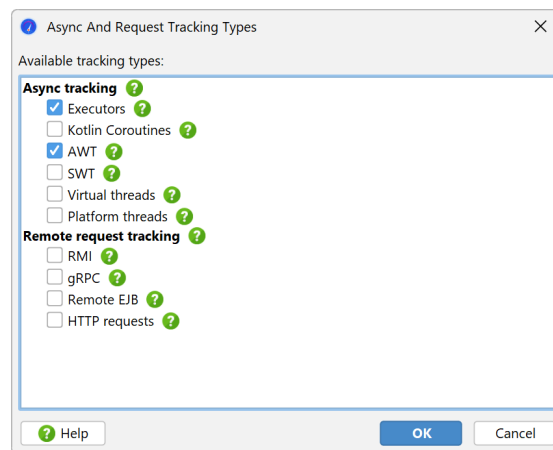 Async And Request Tracking Types
Available tracking types:
Async tracking
Executors
Kotlin Coroutines
AWT
SWT
Virtual threads
Platform threads
Remote request tracking
RMI
gRPC
Remote EJB
HTTP requests
Help OK Cancel